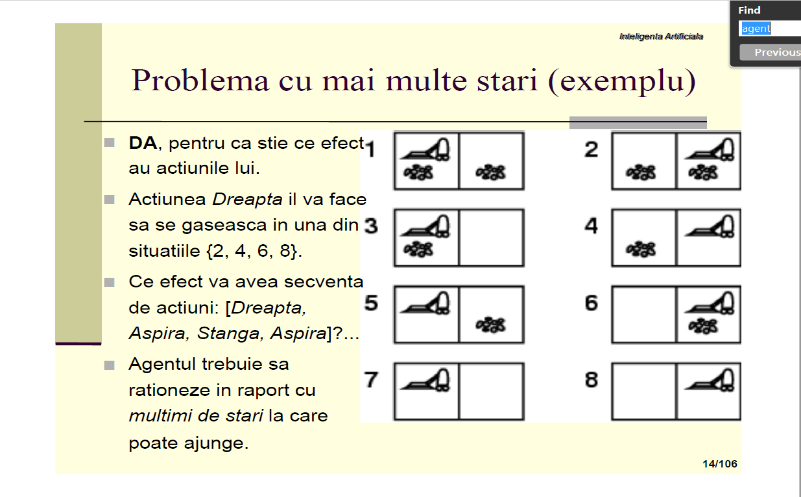 Find
agent
Previous
Inteligenta Artificiala
Problema cu mai multe stari (exemplu)
DA, pentru ca stie ce efect
au actiunile lui.
Actiunea Dreapta il va face
sa se gaseasca in una din
situatiile {2, 4, 6, 8}.
Ce efect va avea secventa
de actiuni: [Dreapta,
Aspira, Stanga, Aspira]?...
Agentul trebuie sa
rationeze in raport cu
multimi de stari la care
poate ajunge.
1
2
3
4
5
6
7
8
14/106